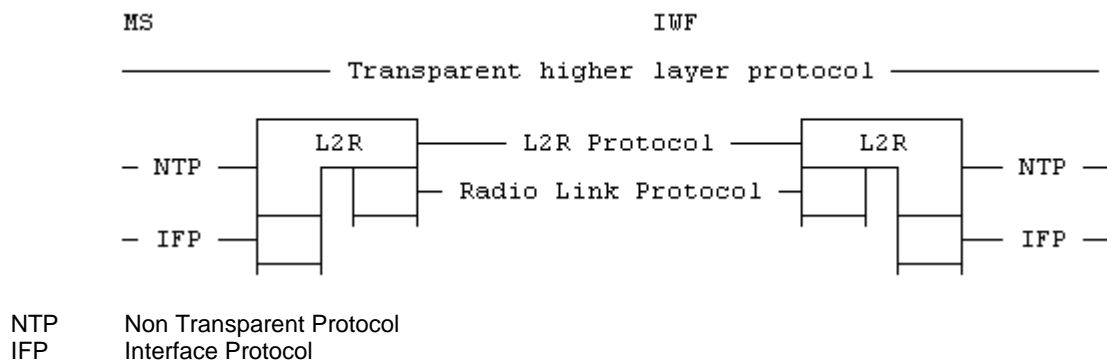 MS IWF
Transparent higher layer protocol
L2R L2R Protocol L2R
NTP NTP
Radio Link Protocol
IFP IFP
NTP Non Transparent Protocol
IFP Interface Protocol